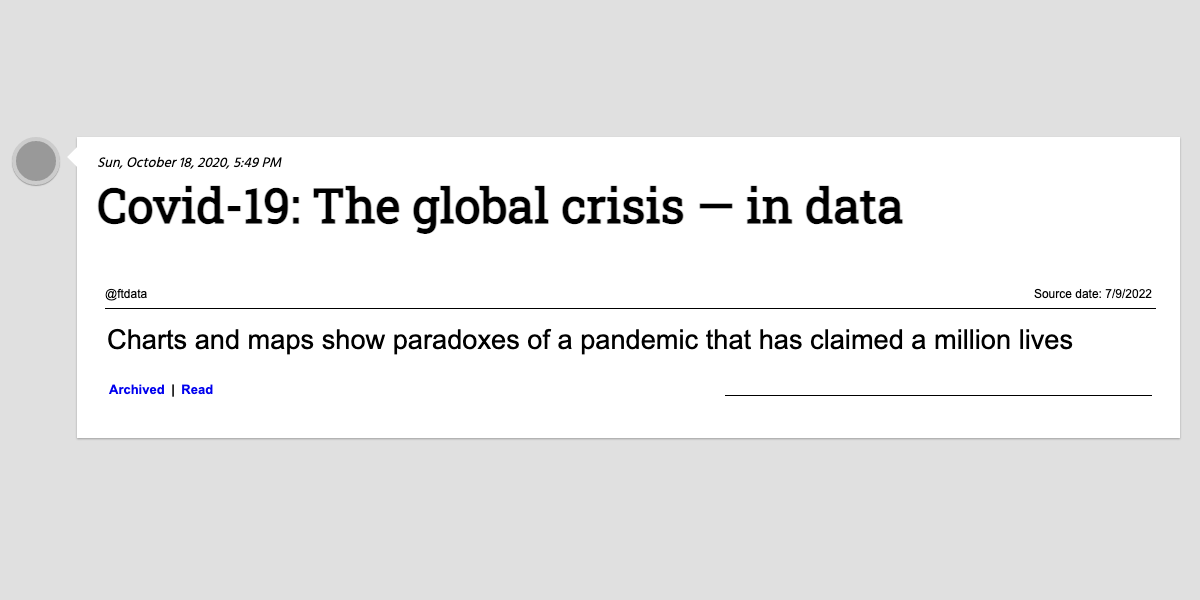 Sun, October 18, 2020, 5:49 PM
Covid-19: The global crisis — in data
@ftdata
Source date: 7/9/2022
Charts and maps show paradoxes of a pandemic that has claimed a million lives
Archived | Read